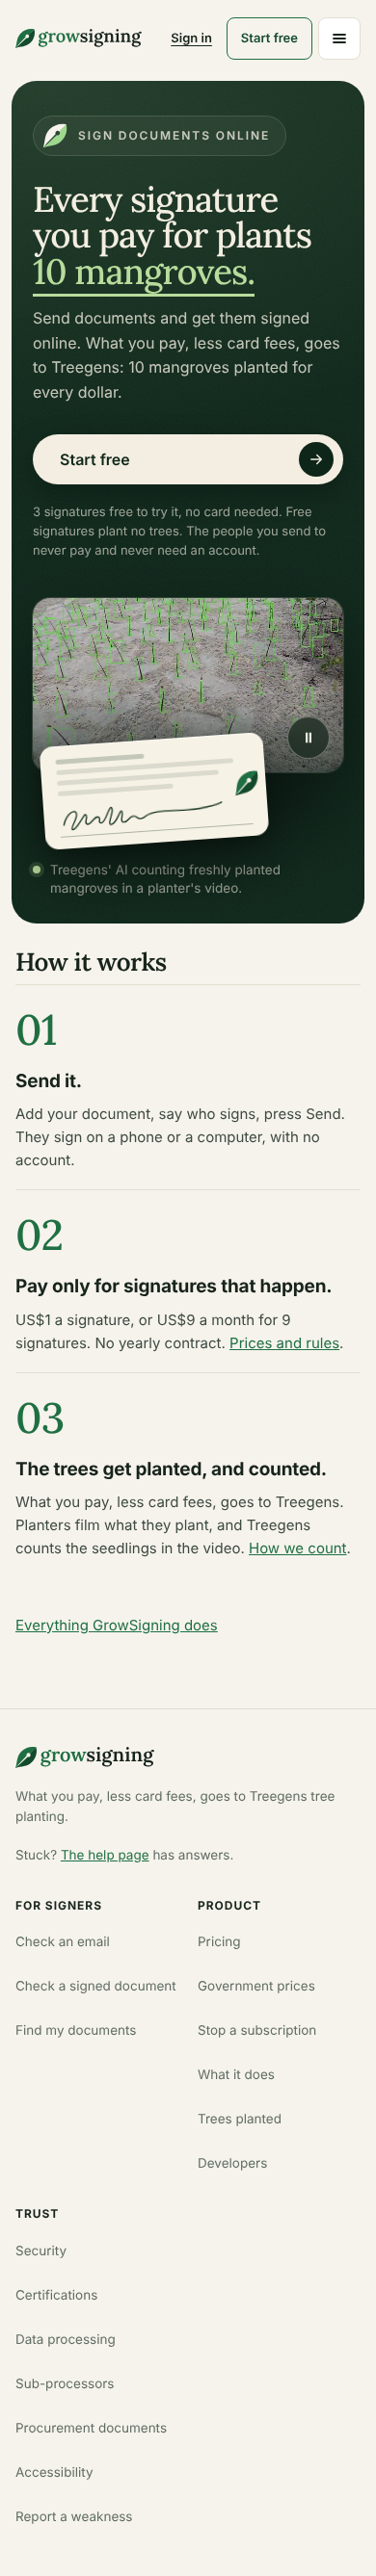 growsigning
Sign in
Start free
SIGN DOCUMENTS ONLINE
Every signature
you pay for plants
10 mangroves.
Send documents and get them signed
online. What you pay, less card fees, goes
to Treegens: 10 mangroves planted for
every dollar.
Start free
3 signatures free to try it, no card needed. Free
signatures plant no trees. The people you send to
never pay and never need an account.
Treegens' AI counting freshly planted
mangroves in a planter's video.
How it works
01
Send it.
Add your document, say who signs, press Send.
They sign on a phone or a computer, with no
account.
02
Pay only for signatures that happen.
US$1 a signature, or US$9 a month for 9
signatures. No yearly contract. Prices and rules.
03
The trees get planted, and counted.
What you pay, less card fees, goes to Treegens.
Planters film what they plant, and Treegens
counts the seedlings in the video. How we count.
Everything GrowSigning does
growsigning
What you pay, less card fees, goes to Treegens tree
planting.
Stuck? The help page has answers.
FOR SIGNERS
Check an email
Check a signed document
Find my documents
PRODUCT
Pricing
Government prices
Stop a subscription
What it does
Trees planted
Developers
TRUST
Security
Certifications
Data processing
Sub-processors
Procurement documents
Accessibility
Report a weakness